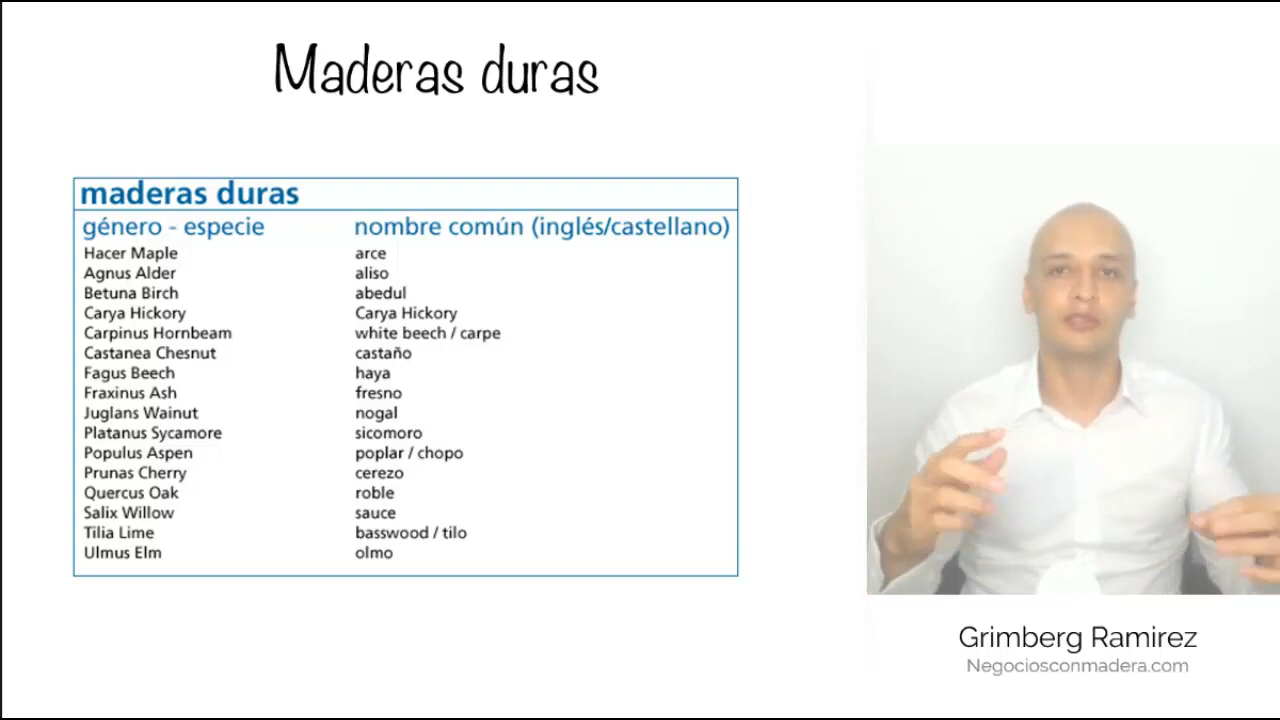 Maderas duras
maderas duras
género - especie nombre común (inglés/castellano)
Hacer Maple arce
Agnus Alder aliso
Betuna Birch abedul
Carya Hickory Carya Hickory
Carpinus Hornbeam white beech / carpe
Castanea Chesnut castaño
Fagus Beech haya
Fraxinus Ash fresno
Juglans Wainut nogal
Platanus Sycamore sicomoro
Populus Aspen poplar / chopo
Prunas Cherry cerezo
Quercus Oak roble
Salix Willow sauce
Tilia Lime basswood / tilo
Ulmus Elm olmo
Grimberg Ramirez
Negociosconmadera.com